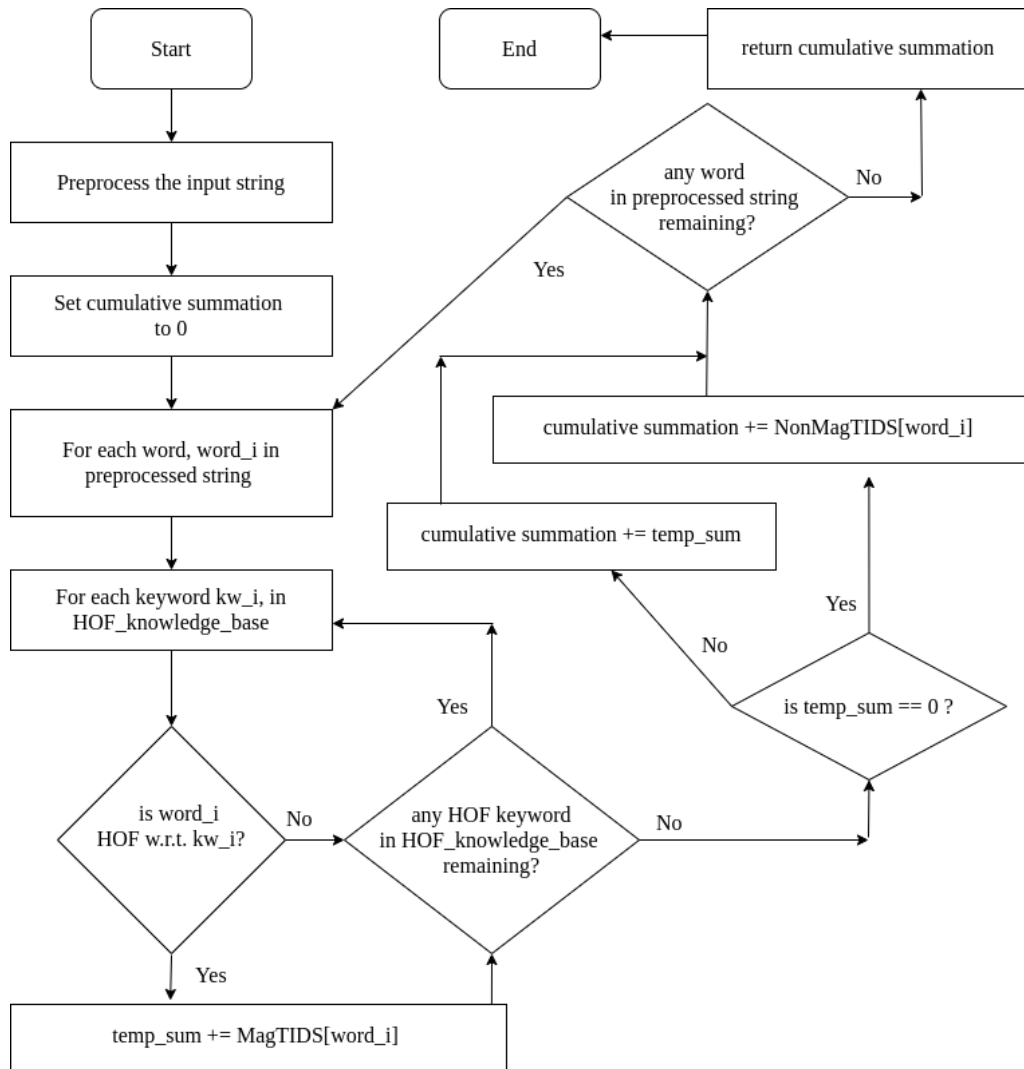 Start
Preprocess the input string
Set cumulative summation
to 0
For each word, word_i in
preprocessed string
For each keyword kw_i, in
HOF_knowledge_base
is word_i
HOF w.r.t. kw_i?
No
Yes
temp_sum += MagTIDS[word_i]
any HOF keyword
in HOF_knowledge_base
remaining?
Yes
No
is temp_sum == 0 ?
No
Yes
cumulative summation += temp_sum
cumulative summation += NonMagTIDS[word_i]
any word
in preprocessed string
remaining?
Yes
No
return cumulative summation
End